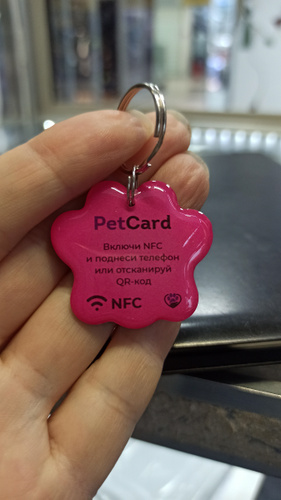 PetCard
Включи NFC
и поднеси телефон
или отсканируй
QR-код
NFC